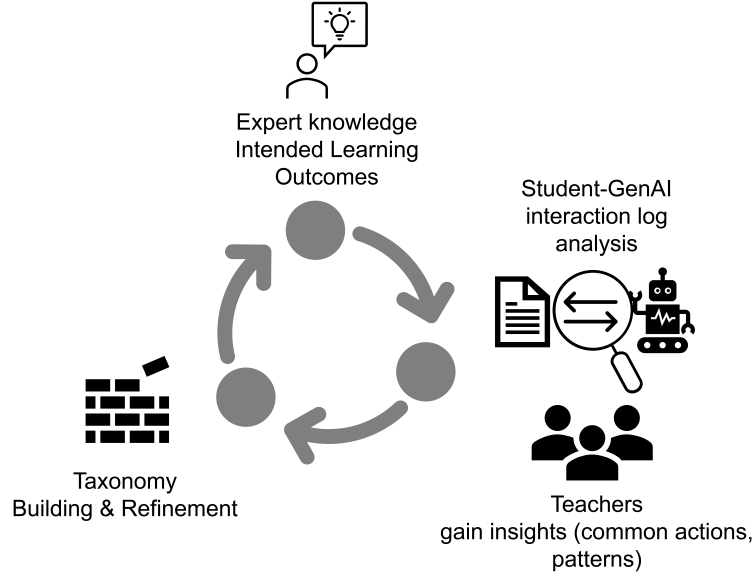 Expert knowledge
Intended Learning
Outcomes
Student-GenAI
interaction log
analysis
Taxonomy
Building & Refinement
Teachers
gain insights (common actions,
patterns)